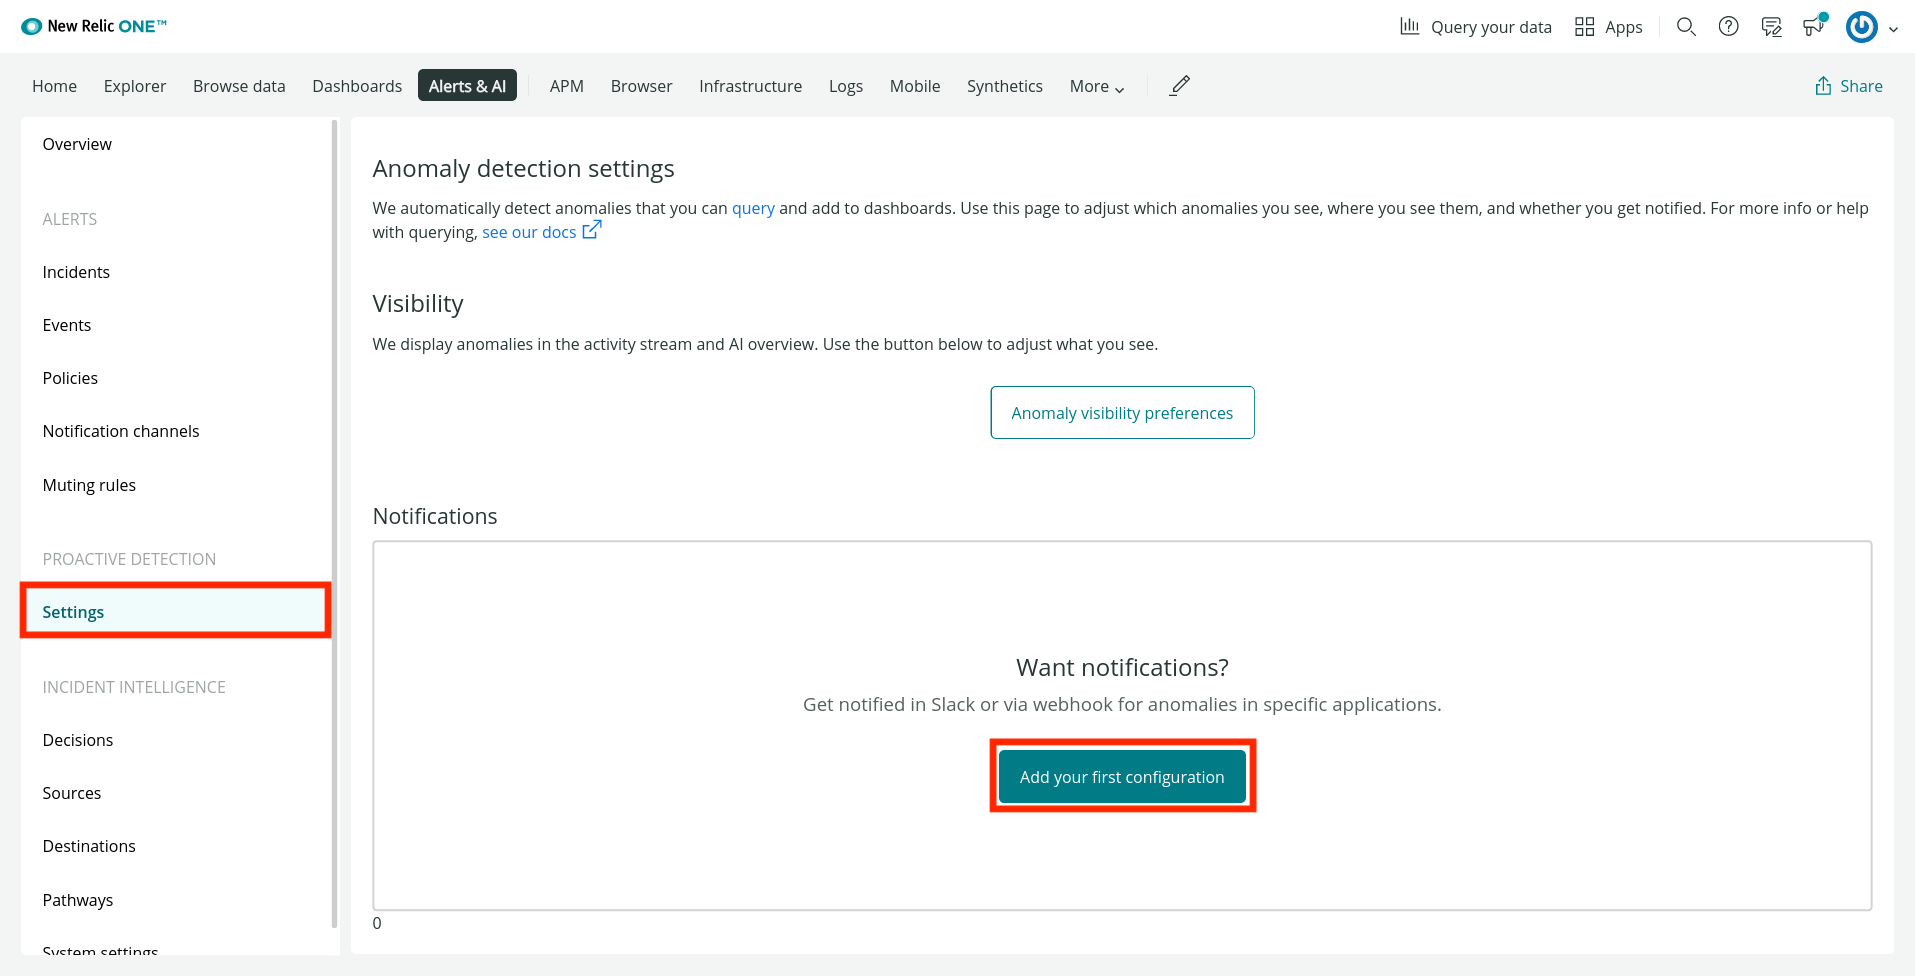 New Relic ONE™
Query your data
Apps
Home
Explorer
Browse data
Dashboards
Alerts & AI
APM
Browser
Infrastructure
Logs
Mobile
Synthetics
More
Share
Overview
ALERTS
Incidents
Events
Policies
Notification channels
Muting rules
PROACTIVE DETECTION
Settings
INCIDENT INTELLIGENCE
Decisions
Sources
Destinations
Pathways
System settings
Anomaly detection settings
We automatically detect anomalies that you can query and add to dashboards. Use this page to adjust which anomalies you see, where you see them, and whether you get notified. For more info or help
with querying, see our docs
Visibility
We display anomalies in the activity stream and AI overview. Use the button below to adjust what you see.
Anomaly visibility preferences
Notifications
Want notifications?
Get notified in Slack or via webhook for anomalies in specific applications.
Add your first configuration
0